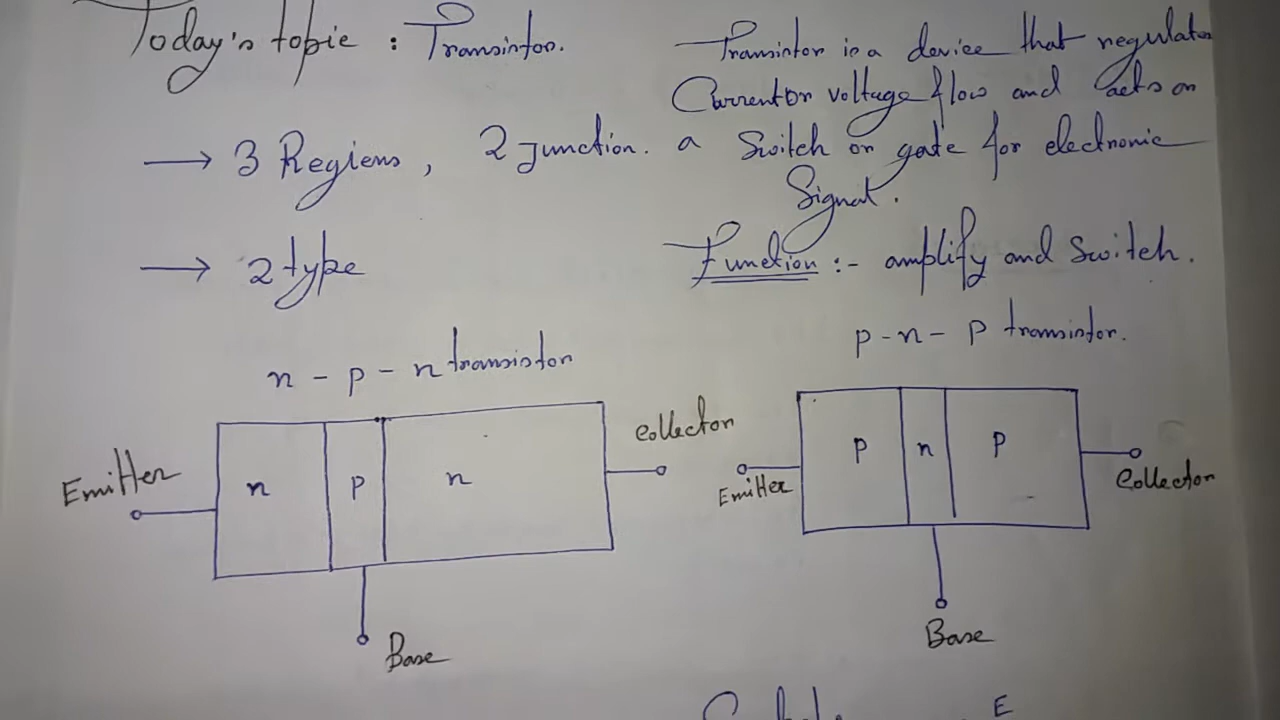 Today's topic : Transistor.
→ 3 Regions, 2 Junction.
→ 2 type
Transistor is a device that regulates
Current or voltage flow and acts as
a Switch or gate for electronic
Signal.
Function :- amplify and Switch.
n - p - n transistor
Emitter
n
p
n
Collector
Base
p - n - p transistor.
Emitter
p
n
p
Collector
Base
E